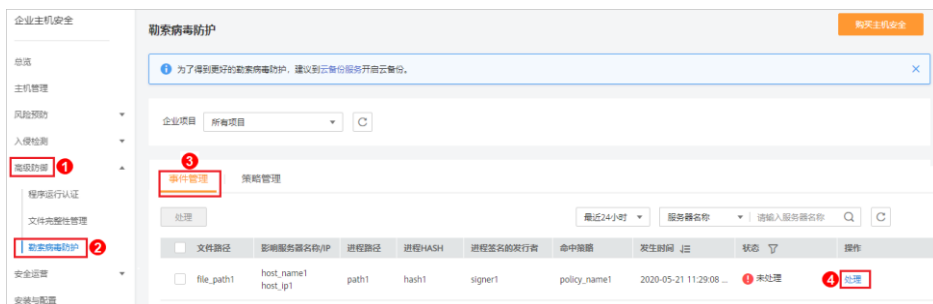 企业主机安全
总览
主机管理
风险预防
入侵检测
高级防御 1
程序运行认证
文件完整性管理
勒索病毒防护 2
安全运营
安装与配置
勒索病毒防护
购买主机安全
为了得到更好的勒索病毒防护，建议到云备份服务开启云备份。
企业项目 所有项目
3
事件管理 策略管理
处理 最近24小时 服务器名称 请输入服务器名称
文件路径 影响服务器名称/IP 进程路径 进程HASH 进程签名的发行者 命中策略 发生时间 状态 操作
file_path1 host_name1 path1 hash1 signer1 policy_name1 2020-05-21 11:29:08 ... 未处理 4 处理
host_ip1